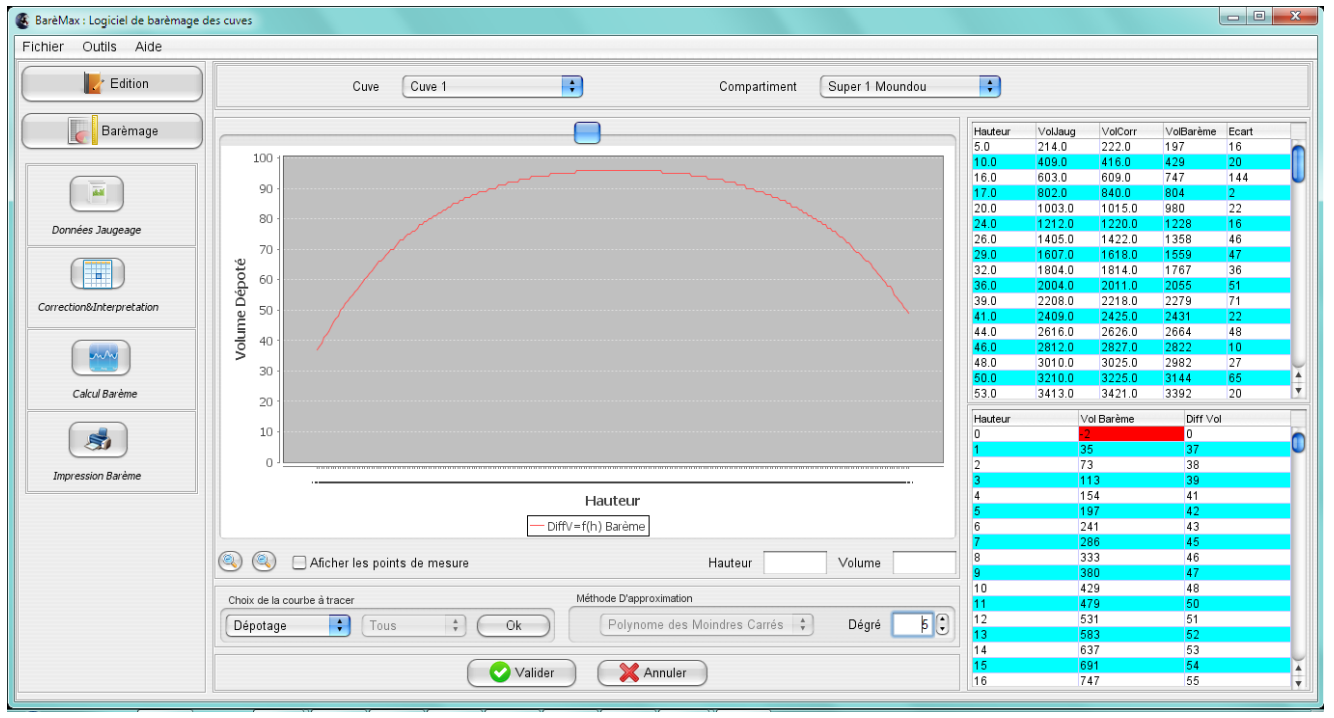 BarèMax : Logiciel de barèmage des cuves
Fichier Outils Aide
Edition
Barèmage
Données Jaugeage
Correction&Interpretation
Calcul Barème
Impression Barème
Cuve Cuve 1 Compartiment Super 1 Moundou
100
90
80
70
60
50
40
30
20
10
0
Volume Dépoté
Hauteur
DiffV=f(h) Barème
Aficher les points de mesure Hauteur Volume
Choix de la courbe à tracer
Dépotage Tous Ok
Méthode D'approximation
Polynome des Moindres Carrés Dégré 5
Valider Annuler
Hauteur VolJaug VolCorr VolBarème Ecart
5.0 214.0 222.0 197 16
10.0 409.0 416.0 429 20
16.0 603.0 609.0 747 144
17.0 802.0 840.0 804 2
20.0 1003.0 1015.0 980 22
24.0 1212.0 1220.0 1228 16
26.0 1405.0 1422.0 1358 46
29.0 1607.0 1618.0 1559 47
32.0 1804.0 1814.0 1767 36
36.0 2004.0 2011.0 2055 51
39.0 2208.0 2218.0 2279 71
41.0 2409.0 2425.0 2431 22
44.0 2616.0 2626.0 2664 48
46.0 2812.0 2827.0 2822 10
48.0 3010.0 3025.0 2982 27
50.0 3210.0 3225.0 3144 65
53.0 3413.0 3421.0 3392 20
Hauteur Vol Barème Diff Vol
0 -2 0
1 35 37
2 73 38
3 113 39
4 154 41
5 197 42
6 241 43
7 286 45
8 333 46
9 380 47
10 429 48
11 479 50
12 531 51
13 583 52
14 637 53
15 691 54
16 747 55